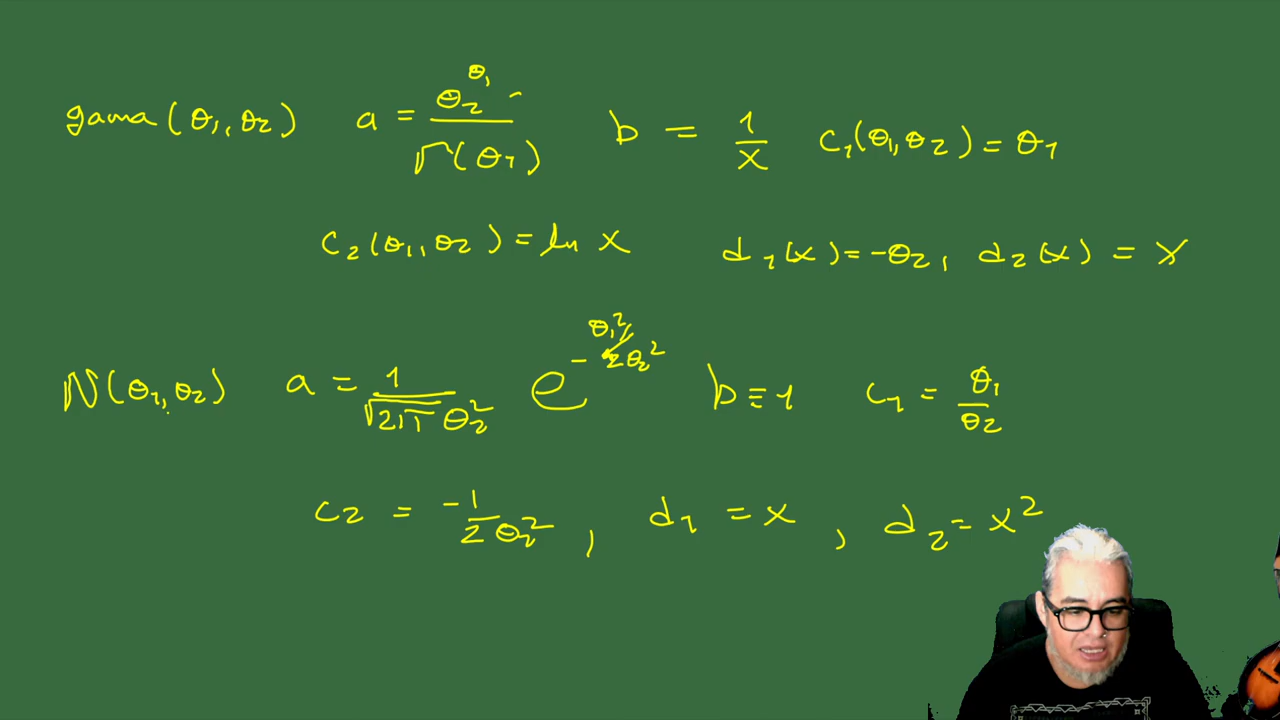 gama(θ₁,θ₂) a = θ₂^θ₁ / Γ(θ₁) b = 1/x c₁(θ₁,θ₂) = θ₁
c₂(θ₁,θ₂) = ln x d₁(x) = -θ₂, d₂(x) = x
N(θ₁,θ₂) a = 1/(√2π θ₂²) e^(-θ₁²/2θ₂²) b ≡ 1 c₁ = θ₁/θ₂
c₂ = -1/(2θ₂²) , d₁ = x , d₂ = x²